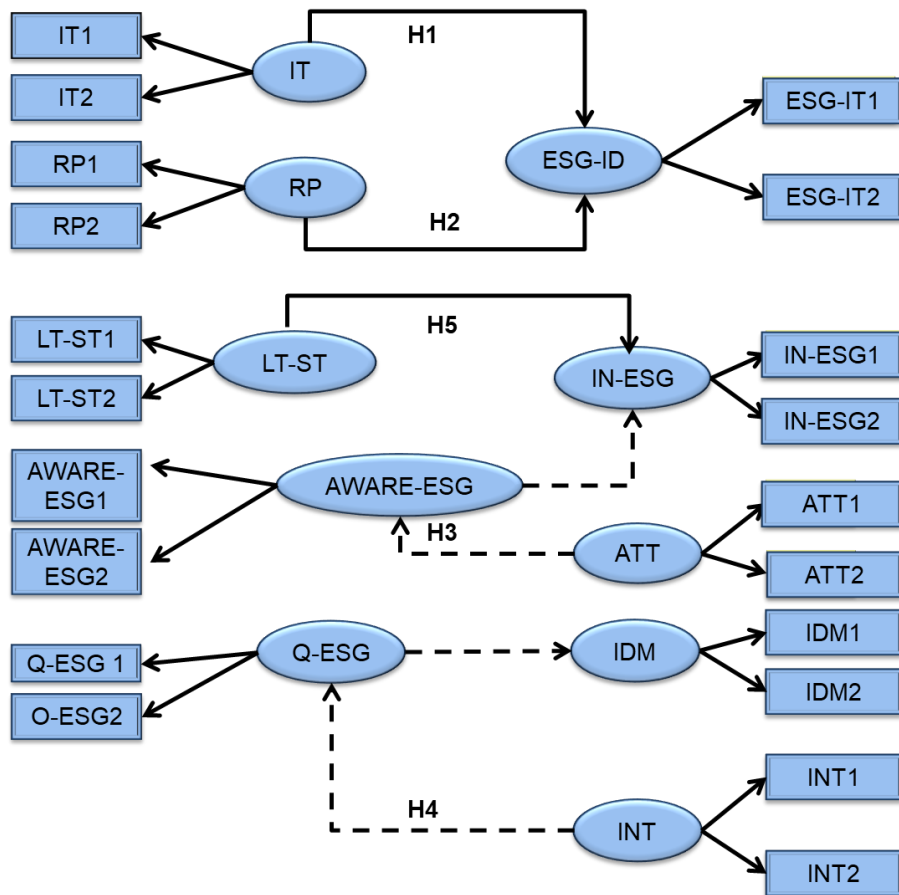 IT1
H1
IT
IT2
ESG-IT1
RP1
ESG-ID
RP
RP2
H2
ESG-IT2
LT-ST1
H5
LT-ST
IN-ESG
IN-ESG1
LT-ST2
IN-ESG2
AWARE-
ESG1
AWARE-ESG
ATT1
H3
AWARE-
ESG2
ATT
ATT2
Q-ESG 1
Q-ESG
IDM
IDM1
O-ESG2
IDM2
INT1
H4
INT
INT2